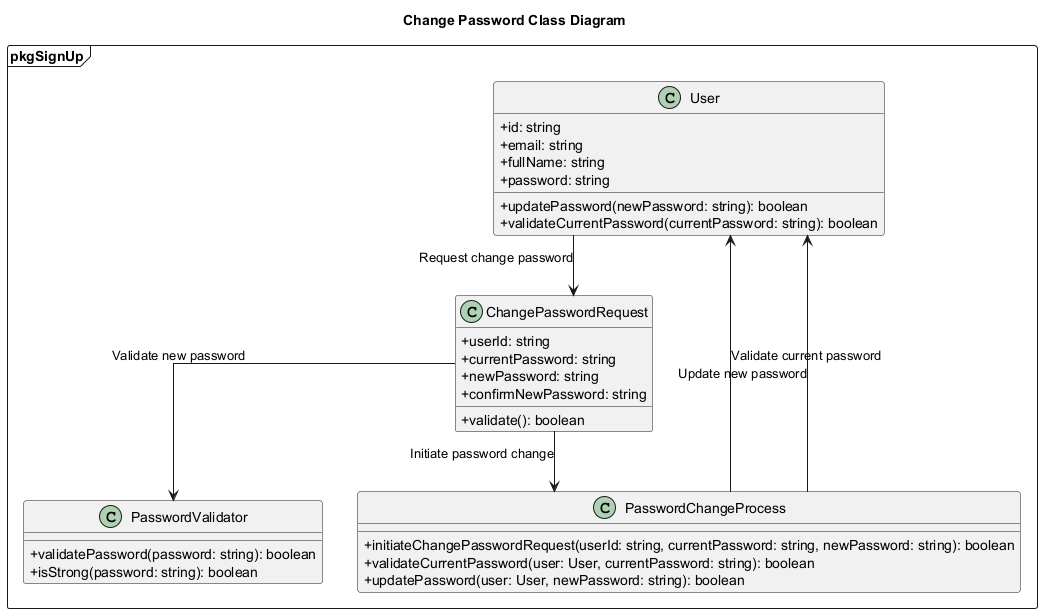 Change Password Class Diagram
pkgSignUp
C User
+id: string
+email: string
+fullName: string
+password: string
+updatePassword(newPassword: string): boolean
+validateCurrentPassword(currentPassword: string): boolean
Request change password
C ChangePasswordRequest
+userId: string
+currentPassword: string
+newPassword: string
+confirmNewPassword: string
+validate(): boolean
Validate new password
Validate current password
Update new password
Initiate password change
C PasswordValidator
+validatePassword(password: string): boolean
+isStrong(password: string): boolean
C PasswordChangeProcess
+initiateChangePasswordRequest(userId: string, currentPassword: string, newPassword: string): boolean
+validateCurrentPassword(user: User, currentPassword: string): boolean
+updatePassword(user: User, newPassword: string): boolean